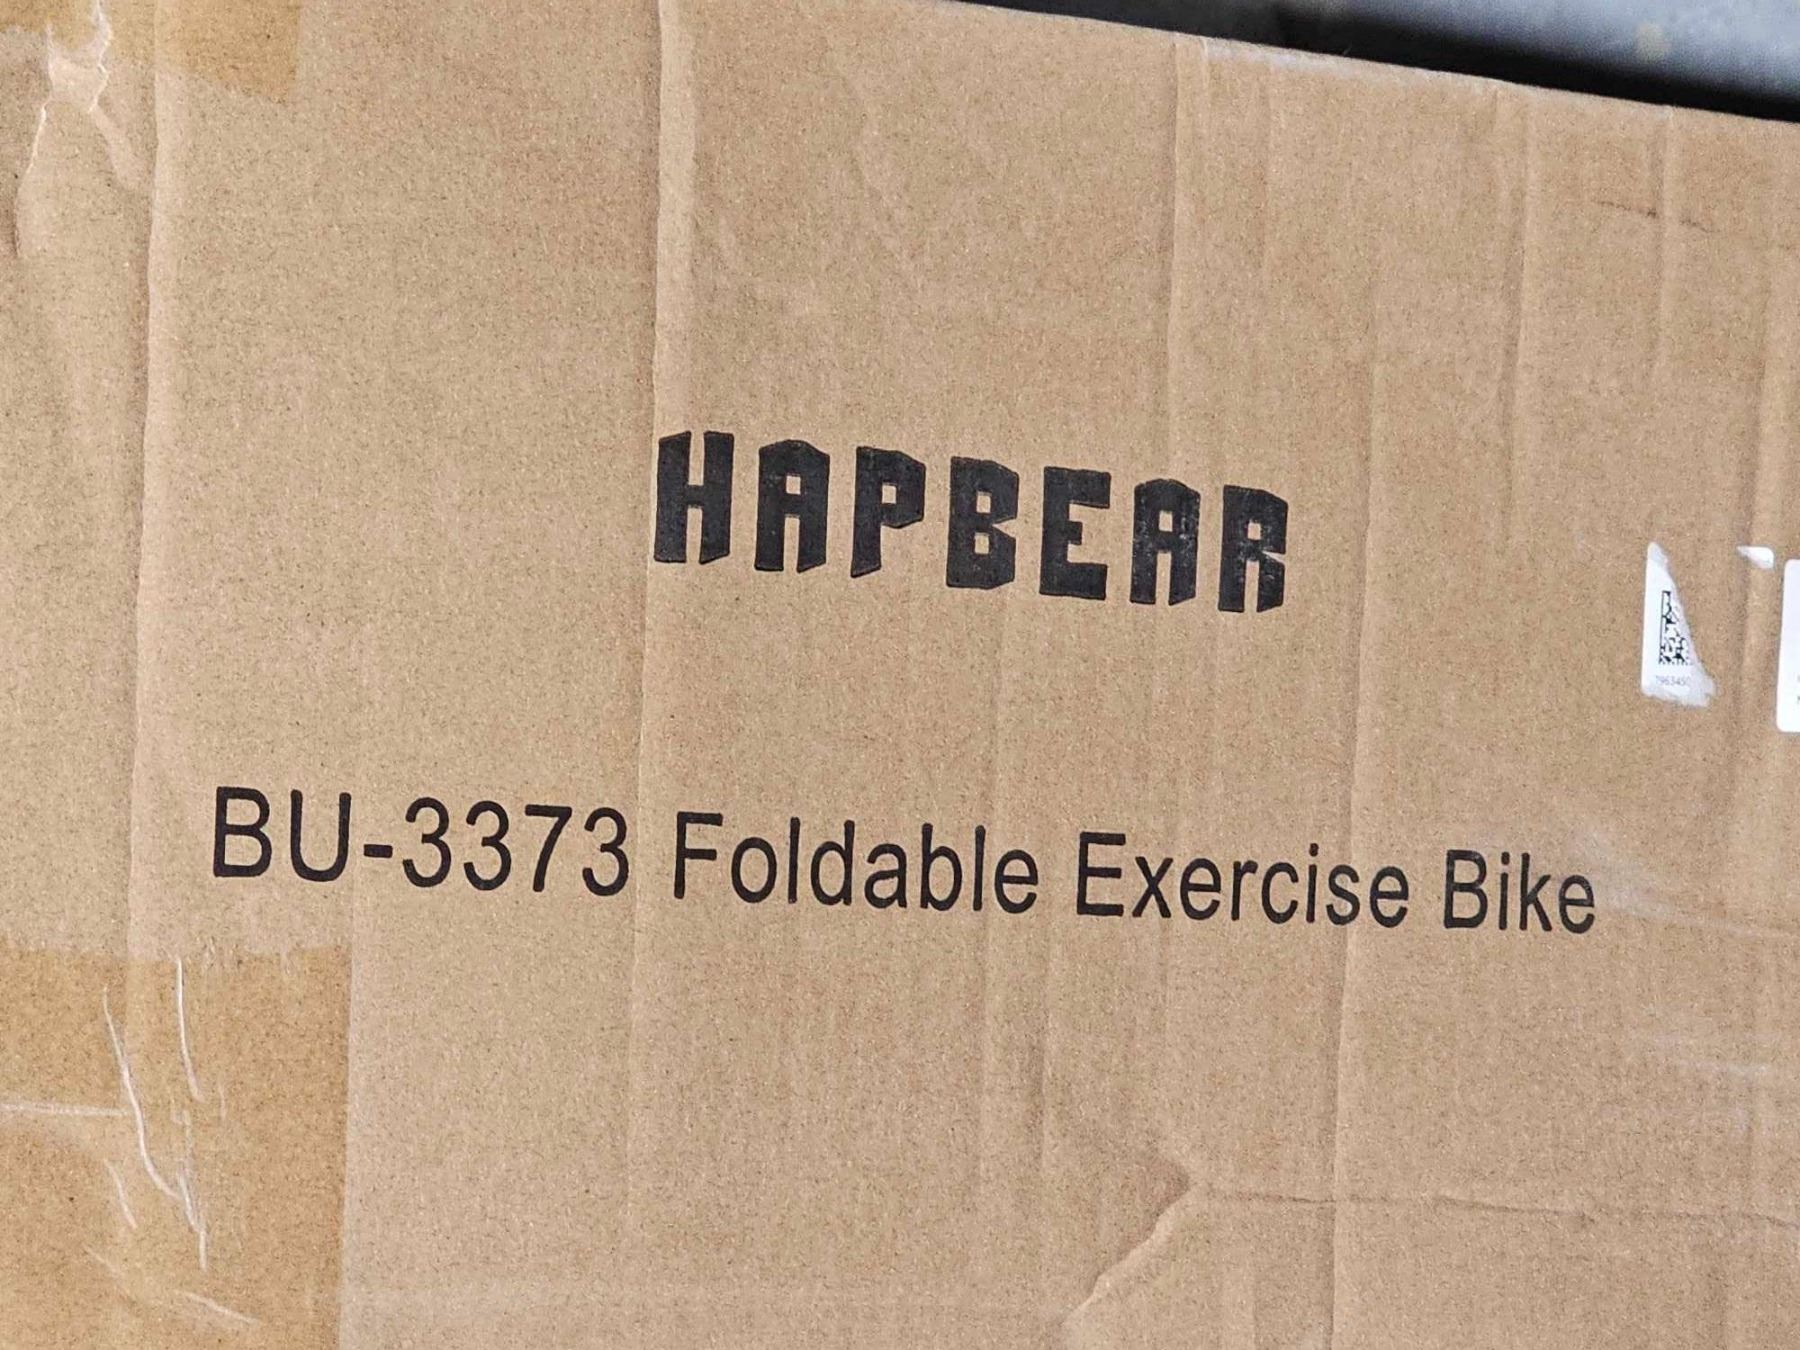 HAPBEAR
BU-3373 Foldable Exercise Bike